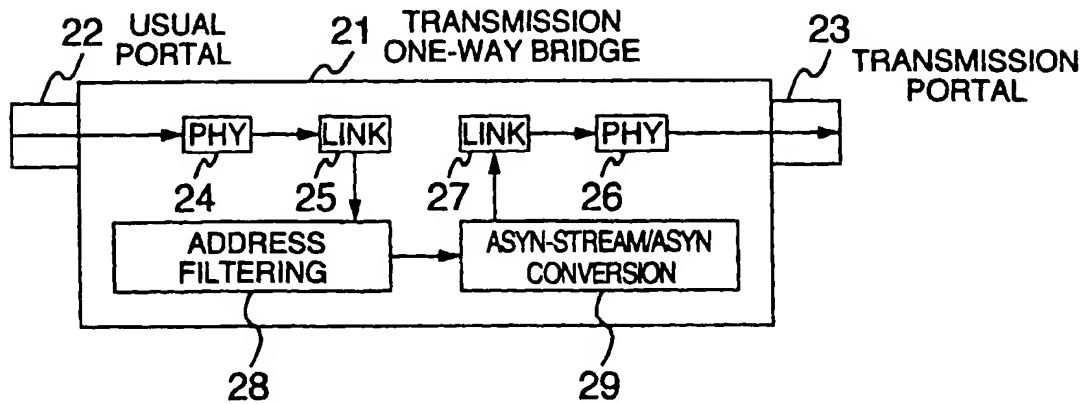 22 USUAL PORTAL
21 TRANSMISSION ONE-WAY BRIDGE
23
TRANSMISSION PORTAL
PHY
LINK
LINK
PHY
24
25
27
26
ADDRESS FILTERING
ASYN-STREAM/ASYN CONVERSION
28
29